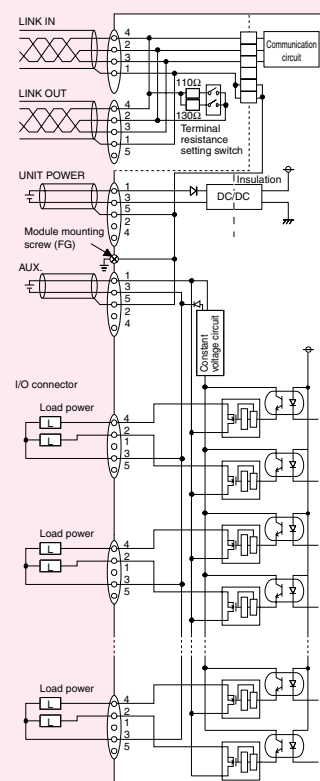 LINK IN
4
2
3
1
Communication
circuit
110Ω
LINK OUT
4
2
3
1
5
130Ω
Terminal
resistance
setting switch
Insulation
UNIT POWER
1
3
5
2
4
DC/DC
Module mounting
screw (FG)
AUX.
1
3
5
2
4
Constant
voltage circuit
I/O connector
Load power
L
L
4
2
1
3
5
Load power
L
L
4
2
1
3
5
Load power
L
L
4
2
1
3
5